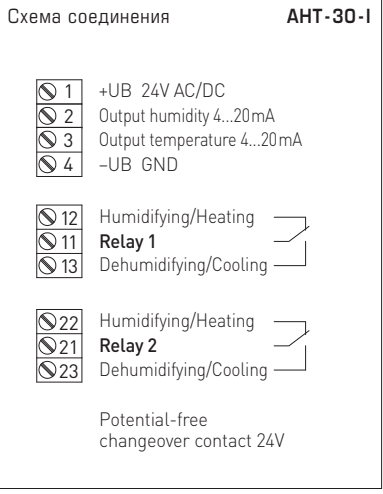 Схема соединения AHT-30-I
1 +UB 24V AC/DC
2 Output humidity 4...20mA
3 Output temperature 4...20mA
4 –UB GND
12 Humidifying/Heating
11 Relay 1
13 Dehumidifying/Cooling
22 Humidifying/Heating
21 Relay 2
23 Dehumidifying/Cooling
Potential-free
changeover contact 24V